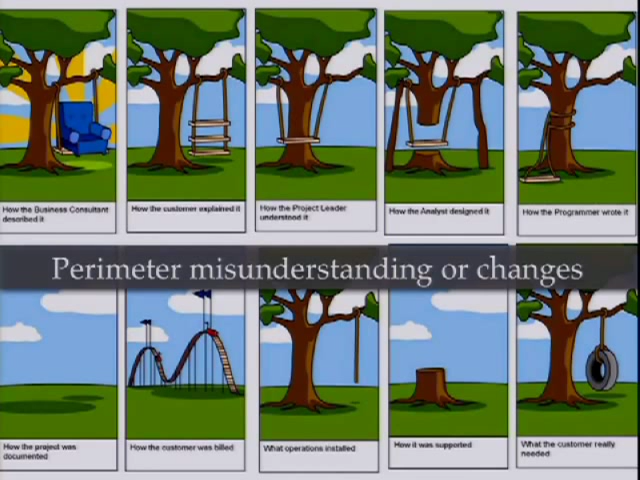 How the Business Consultant
described it
How the customer explained it
How the Project Leader
understood it
How the Analyst designed it
How the Programmer wrote it
Perimeter misunderstanding or changes
How the project was
documented
How the customer was billed
What operations installed
How it was supported
What the customer really
needed